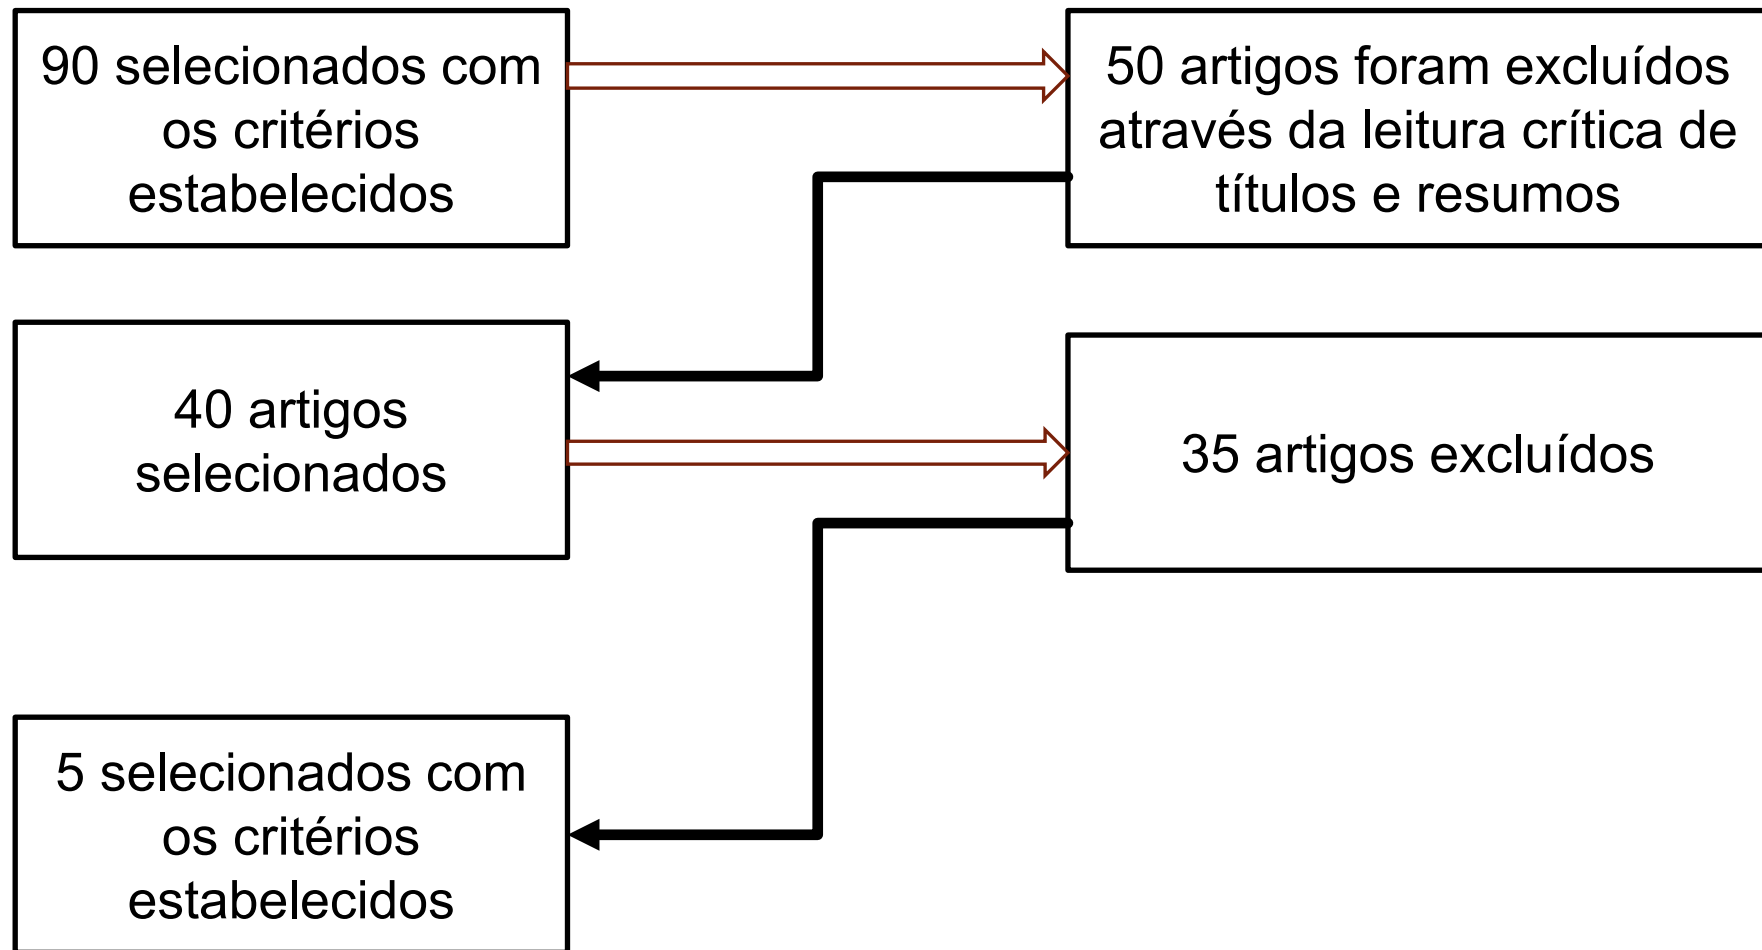 90 selecionados com
os critérios
estabelecidos
50 artigos foram excluídos
através da leitura crítica de
títulos e resumos
40 artigos
selecionados
35 artigos excluídos
5 selecionados com
os critérios
estabelecidos